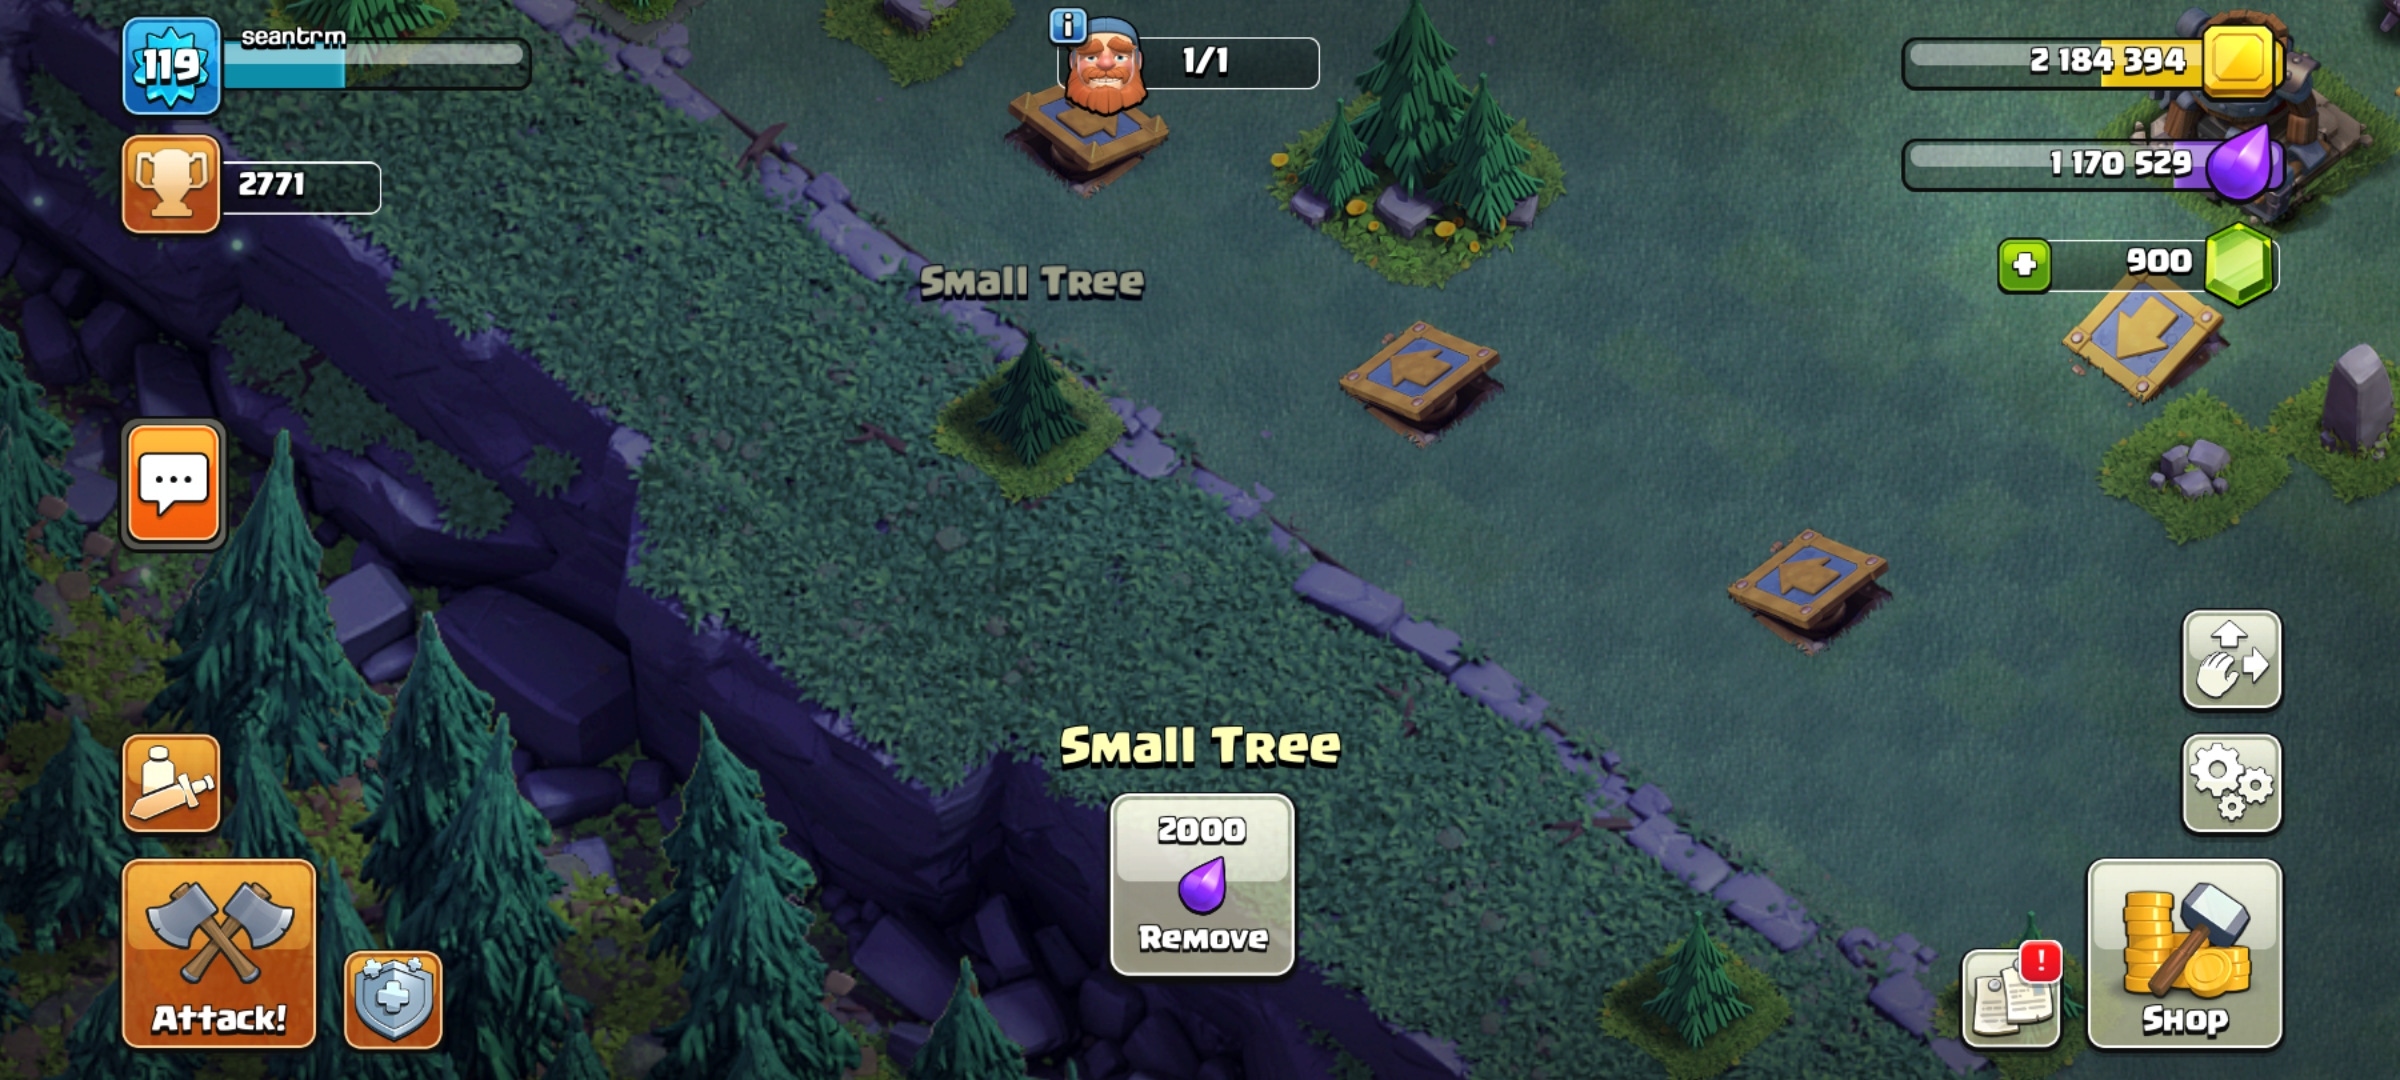 119
seantrm
1/1
2 184 394
2771
1 170 529
900
Small Tree
Small Tree
2000
Remove
Attack!
!
Shop